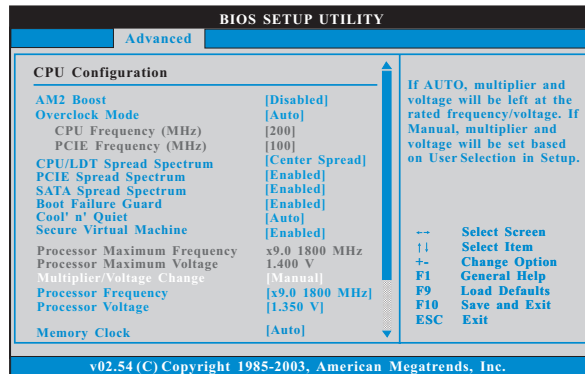 BIOS SETUP UTILITY
Advanced
CPU Configuration
AM2 Boost [Disabled]
Overclock Mode [Auto]
CPU Frequency (MHz) [200]
PCIE Frequency (MHz) [100]
CPU/LDT Spread Spectrum [Center Spread]
PCIE Spread Spectrum [Enabled]
SATA Spread Spectrum [Enabled]
Boot Failure Guard [Enabled]
Cool' n' Quiet [Auto]
Secure Virtual Machine [Enabled]
Processor Maximum Frequency x9.0 1800 MHz
Processor Maximum Voltage 1.400 V
Multiplier/Voltage Change [Manual]
Processor Frequency [x9.0 1800 MHz]
Processor Voltage [1.350 V]
Memory Clock [Auto]
If AUTO, multiplier and
voltage will be left at the
rated frequency/voltage. If
Manual, multiplier and
voltage will be set based
on User Selection in Setup.
←→ Select Screen
↑↓ Select Item
+- Change Option
F1 General Help
F9 Load Defaults
F10 Save and Exit
ESC Exit
v02.54 (C) Copyright 1985-2003, American Megatrends, Inc.